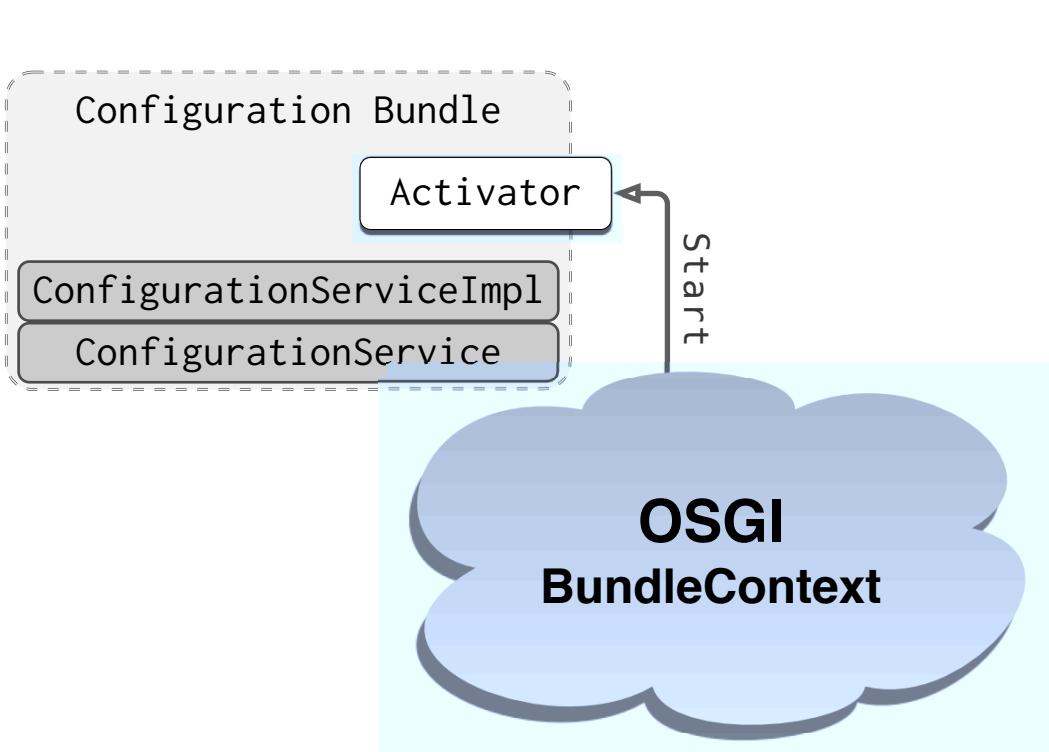 Configuration Bundle
Activator
Start
ConfigurationServiceImpl
ConfigurationService
OSGI
BundleContext